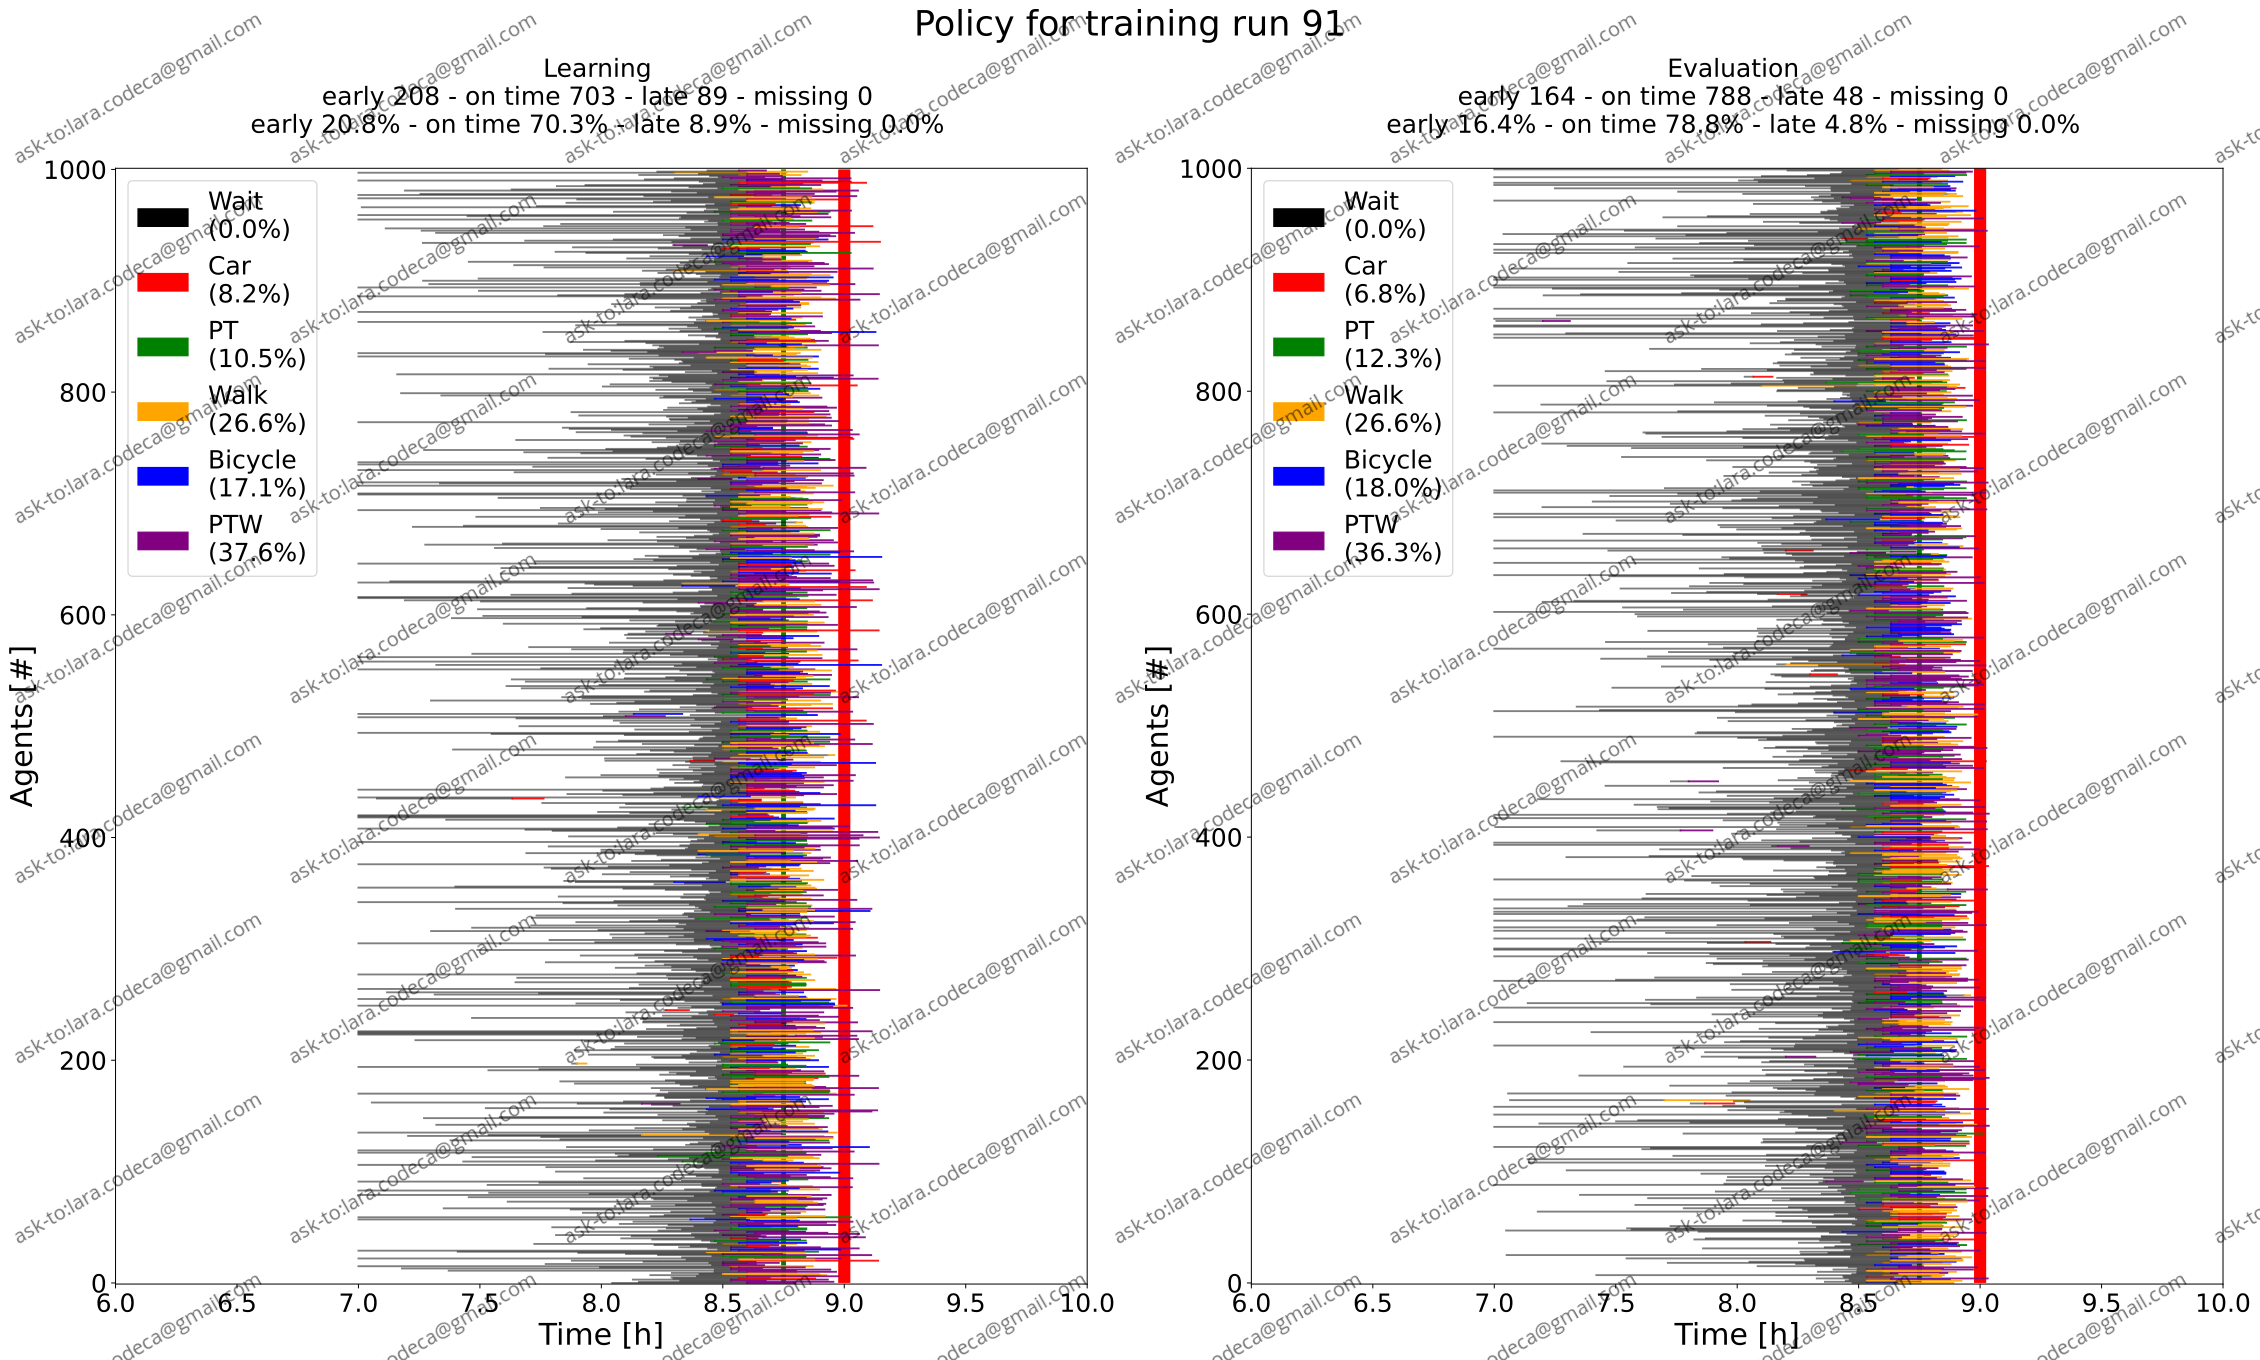 Policy for training run 91
Learning
early 208 - on time 703 - late 89 - missing 0
early 20.8% - on time 70.3% - late 8.9% - missing 0.0%
1000
800
600
400
200
0
Agents [#]
Wait
(0.0%)
Car
(8.2%)
PT
(10.5%)
Walk
(26.6%)
Bicycle
(17.1%)
PTW
(37.6%)
6.0 6.5 7.0 7.5 8.0 8.5 9.0 9.5 10.0
Time [h]
Evaluation
early 164 - on time 788 - late 48 - missing 0
early 16.4% - on time 78.8% - late 4.8% - missing 0.0%
1000
800
600
400
200
0
Agents [#]
Wait
(0.0%)
Car
(6.8%)
PT
(12.3%)
Walk
(26.6%)
Bicycle
(18.0%)
PTW
(36.3%)
6.0 6.5 7.0 7.5 8.0 8.5 9.0 9.5 10.0
Time [h]
ask-to:lara.codeca@gmail.com